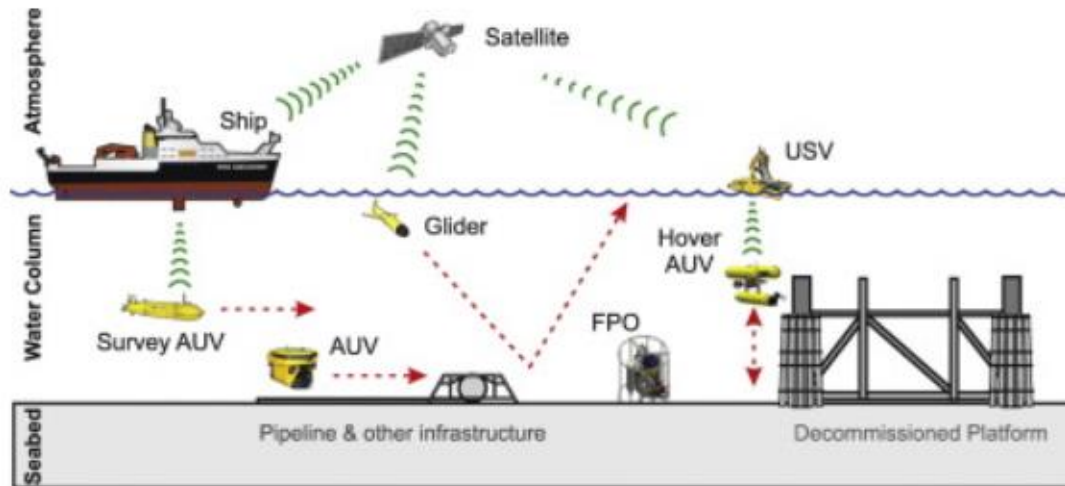 Atmosphere
Satellite
Ship
USV
Water Column
Glider
Hover
AUV
Survey AUV
AUV
FPO
Seabed
Pipeline & other infrastructure
Decommissioned Platform